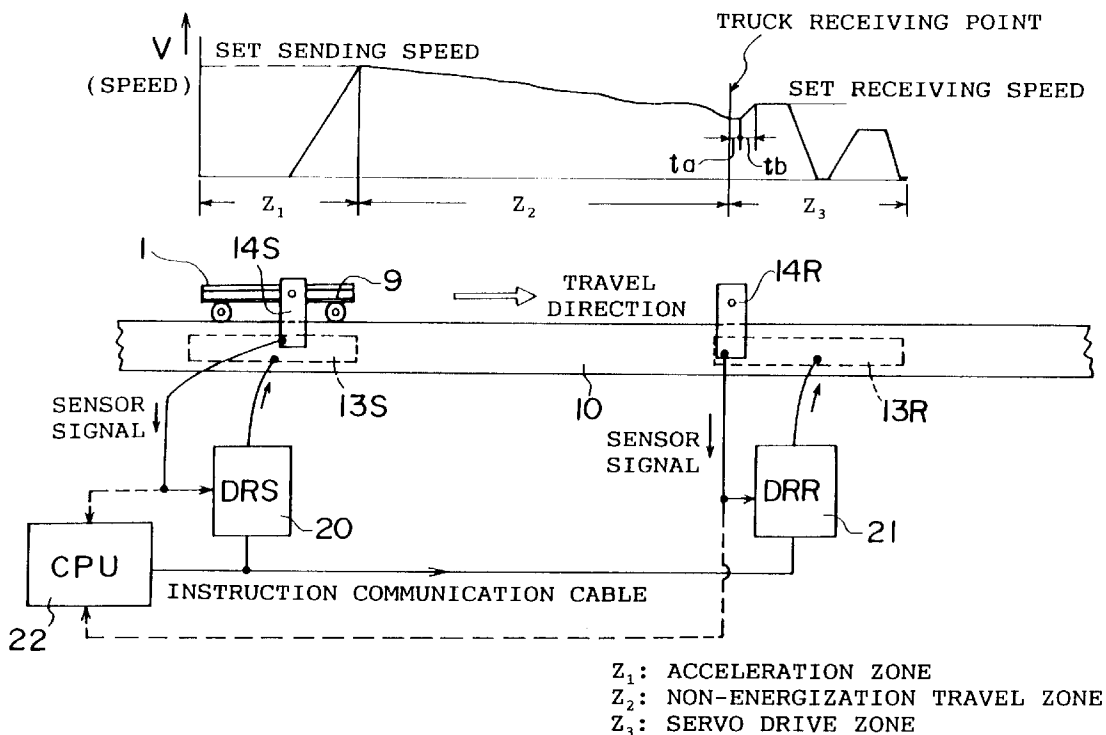 TRUCK RECEIVING POINT
V
(SPEED)
SET SENDING SPEED
SET RECEIVING SPEED
ta
tb
Z₁
Z₂
Z₃
1
14S
9
TRAVEL
DIRECTION
14R
SENSOR
SIGNAL
13S
10
SENSOR
SIGNAL
13R
DRS
20
DRR
21
CPU
22
INSTRUCTION COMMUNICATION CABLE
Z₁: ACCELERATION ZONE
Z₂: NON-ENERGIZATION TRAVEL ZONE
Z₃: SERVO DRIVE ZONE